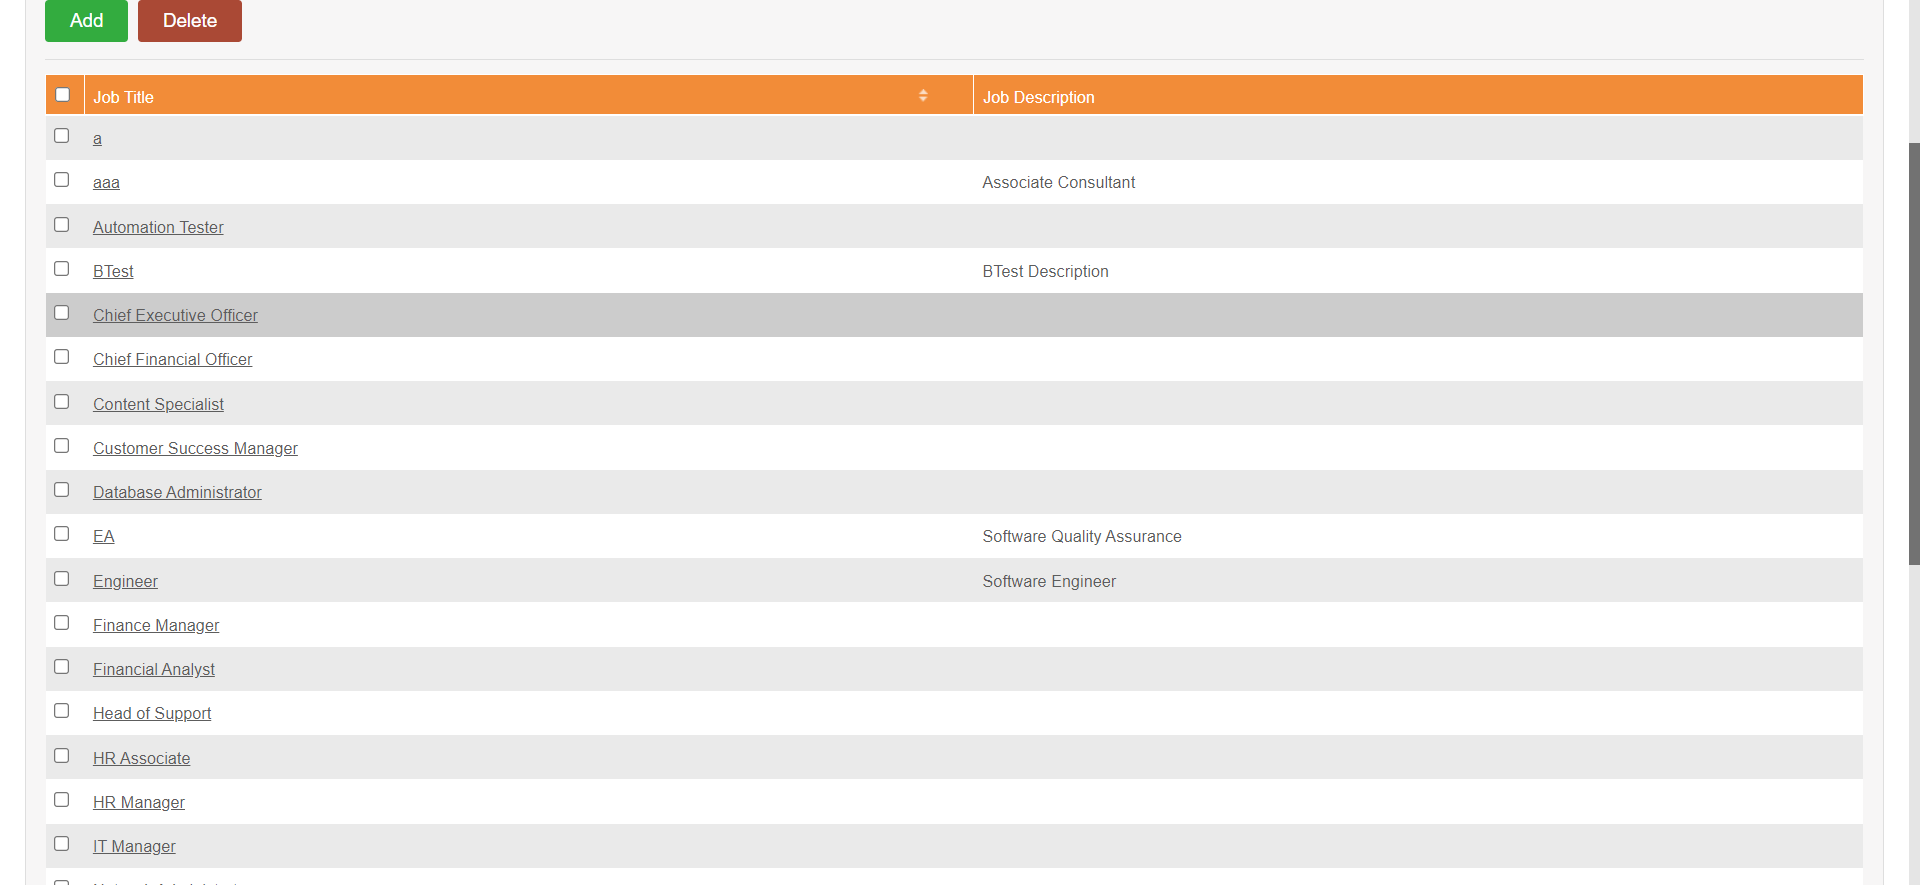 Add Delete
Job Title Job Description
a
aaa Associate Consultant
Automation Tester
BTest BTest Description
Chief Executive Officer
Chief Financial Officer
Content Specialist
Customer Success Manager
Database Administrator
EA Software Quality Assurance
Engineer Software Engineer
Finance Manager
Financial Analyst
Head of Support
HR Associate
HR Manager
IT Manager